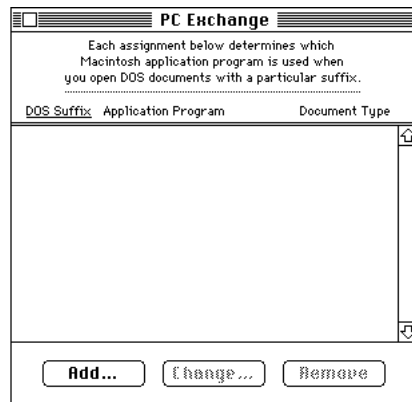 PC Exchange
Each assignment below determines which
Macintosh application program is used when
you open DOS documents with a particular suffix.
DOS Suffix Application Program Document Type
Add... Change... Remove